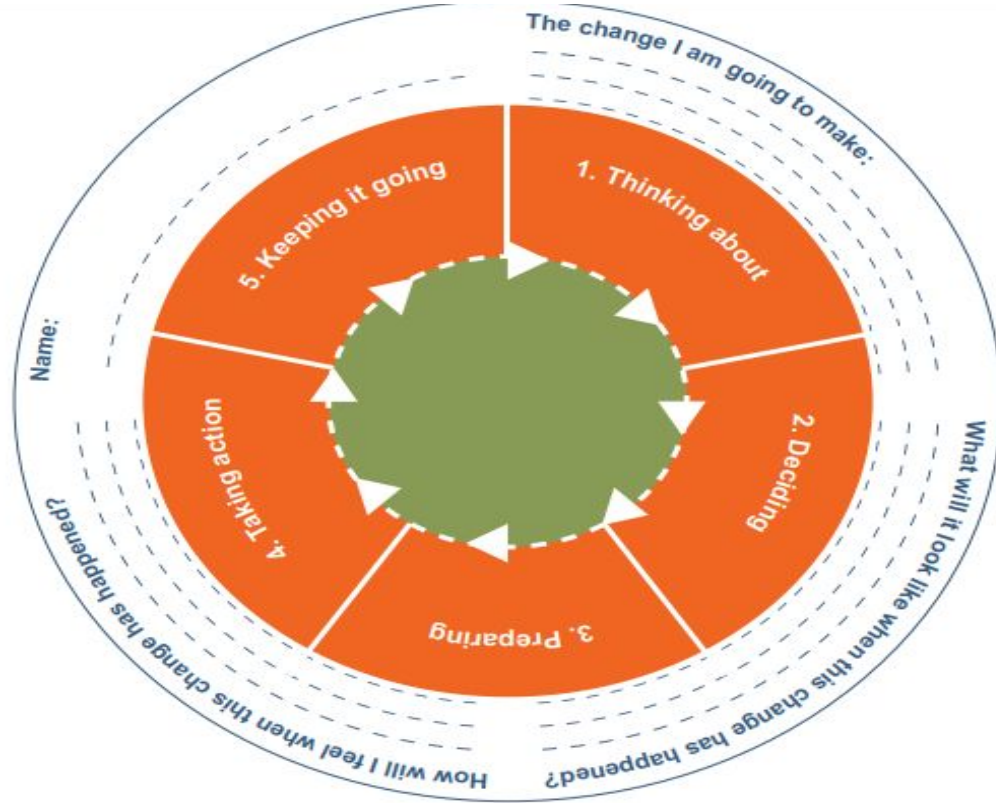 The change I am going to make:
What will it look like when this change has happened?
How will I feel when this change has happened?
Name:
1. Thinking about
2. Deciding
3. Preparing
4. Taking action
5. Keeping it going